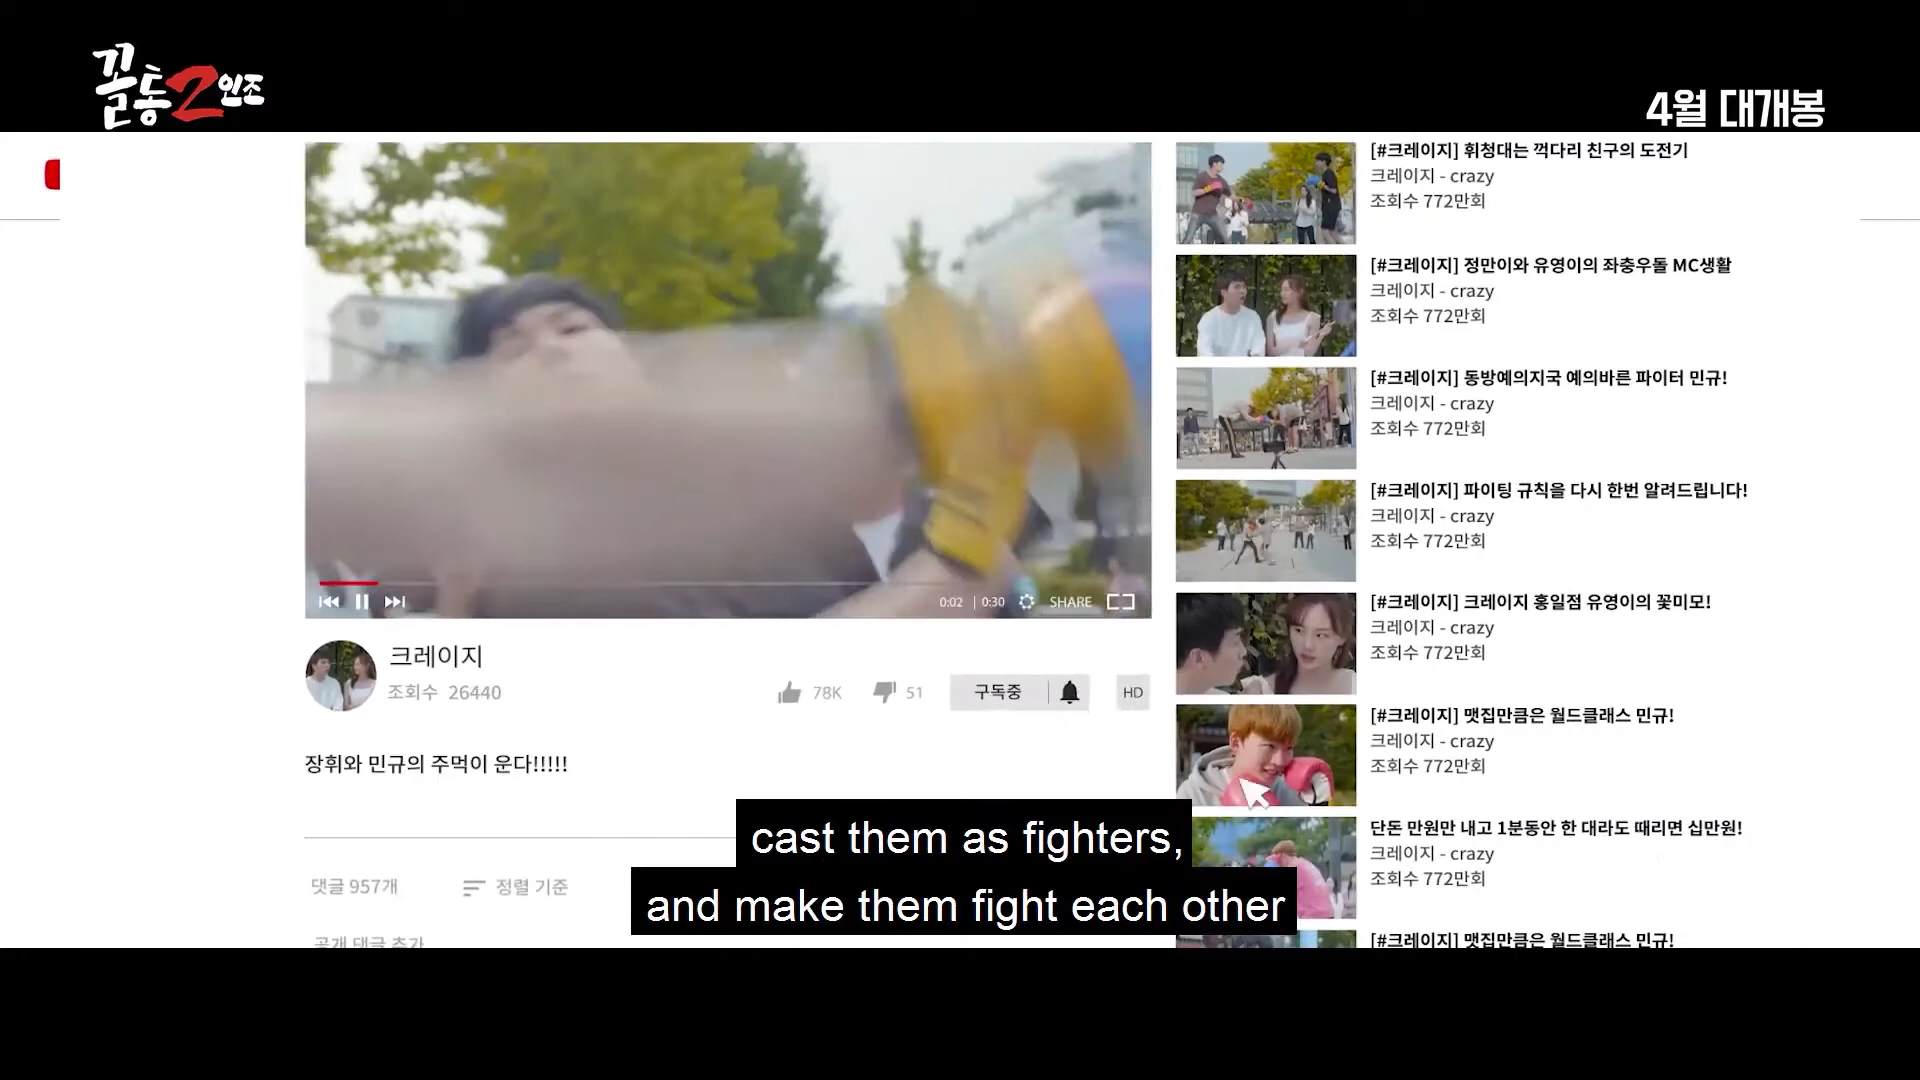 꼴통2인조
4월 대개봉
0:02 | 0:30 SHARE
크레이지
조회수 26440
78K
51
구독중
HD
장휘와 민규의 주먹이 운다!!!!!
댓글 957개
정렬 기준
공개 댓글 추가
[#크레이지] 휘청대는 꺽다리 친구의 도전기
크레이지 - crazy
조회수 772만회
[#크레이지] 정만이와 유영이의 좌충우돌 MC생활
크레이지 - crazy
조회수 772만회
[#크레이지] 동방예의지국 예의바른 파이터 민규!
크레이지 - crazy
조회수 772만회
[#크레이지] 파이팅 규칙을 다시 한번 알려드립니다!
크레이지 - crazy
조회수 772만회
[#크레이지] 크레이지 홍일점 유영이의 꽃미모!
크레이지 - crazy
조회수 772만회
[#크레이지] 맷집만큼은 월드클래스 민규!
크레이지 - crazy
조회수 772만회
단돈 만원만 내고 1분동안 한 대라도 때리면 십만원!
크레이지 - crazy
조회수 772만회
[#크레이지] 맷집만큼은 월드클래스 민규!
cast them as fighters,
and make them fight each other